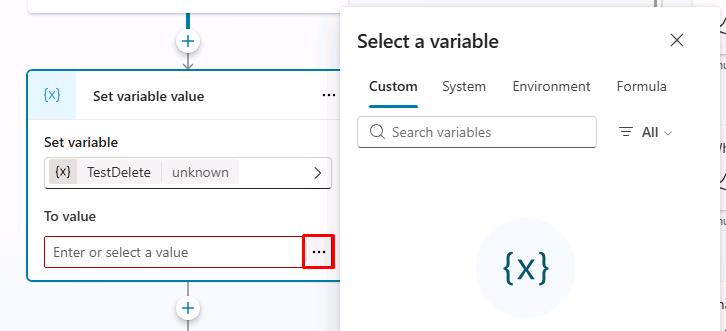 {x} Set variable value ...
Set variable
{x} TestDelete unknown
To value
Enter or select a value ...
Select a variable
Custom System Environment Formula
Search variables All
{x}